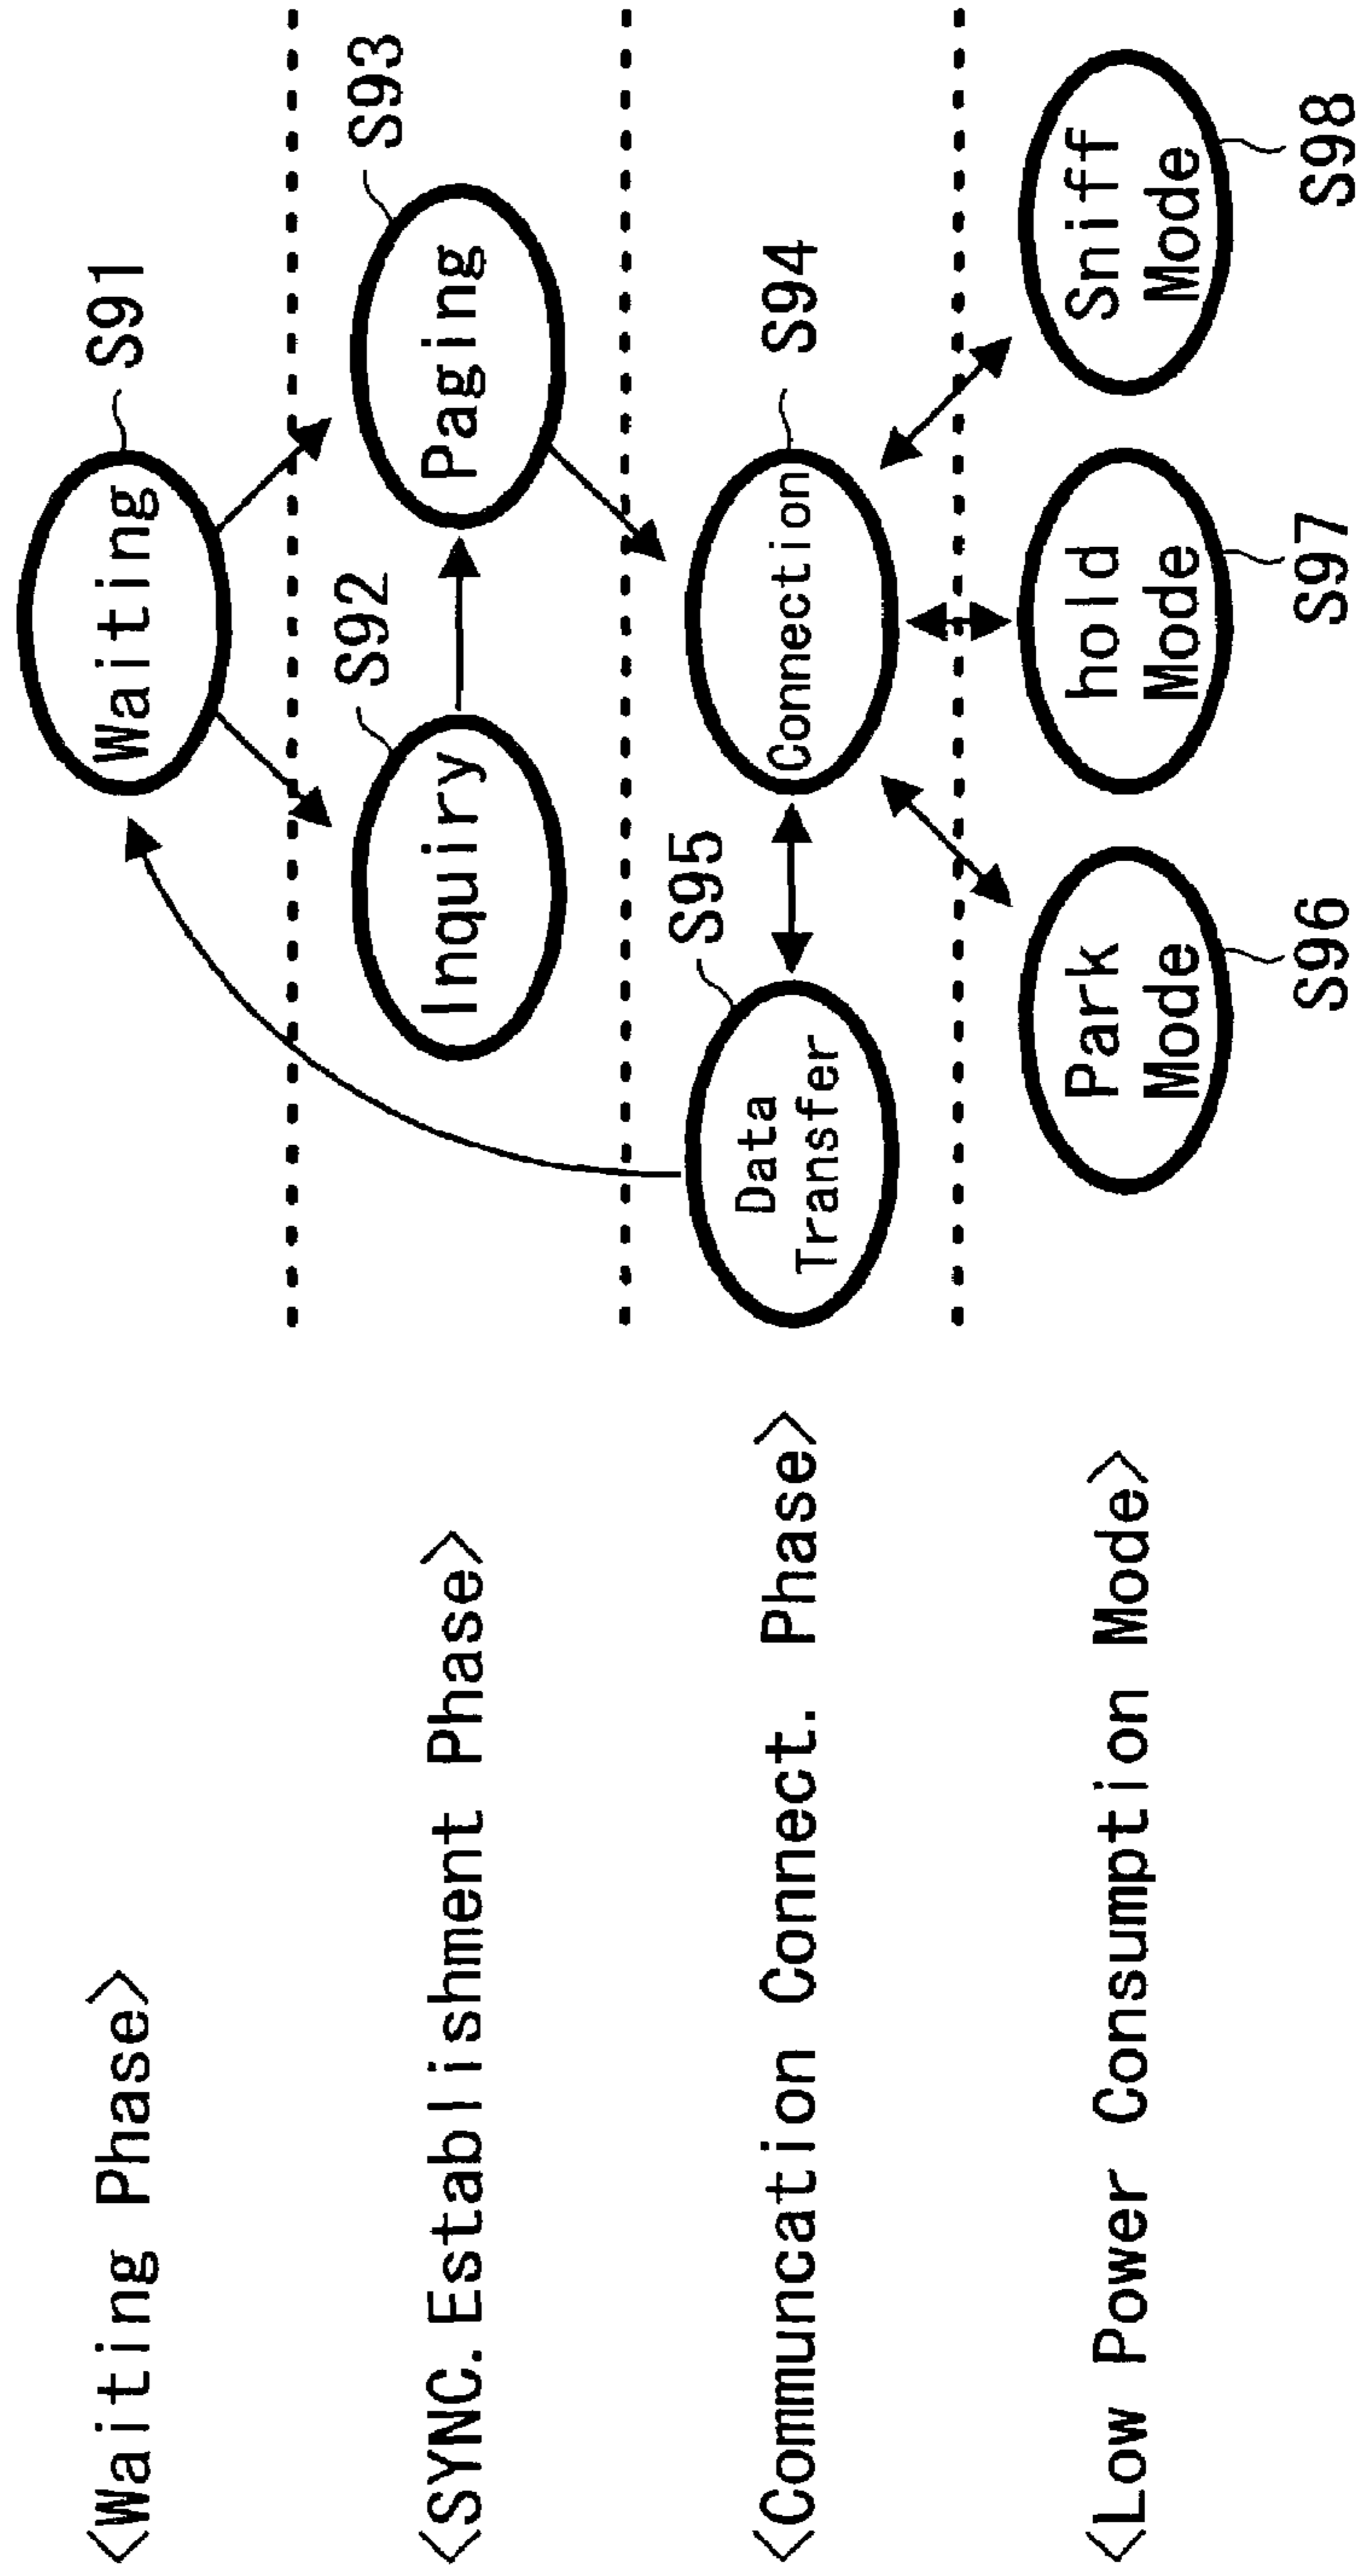 <Waiting Phase>
Waiting
S91
<SYNC.Establishment Phase>
Inquiry
S92
Paging
S93
<Communcation Connect. Phase>
Data
Transfer
S95
Connection
S94
<Low Power Consumption Mode>
Park
Mode
S96
hold
Mode
S97
Sniff
Mode
S98